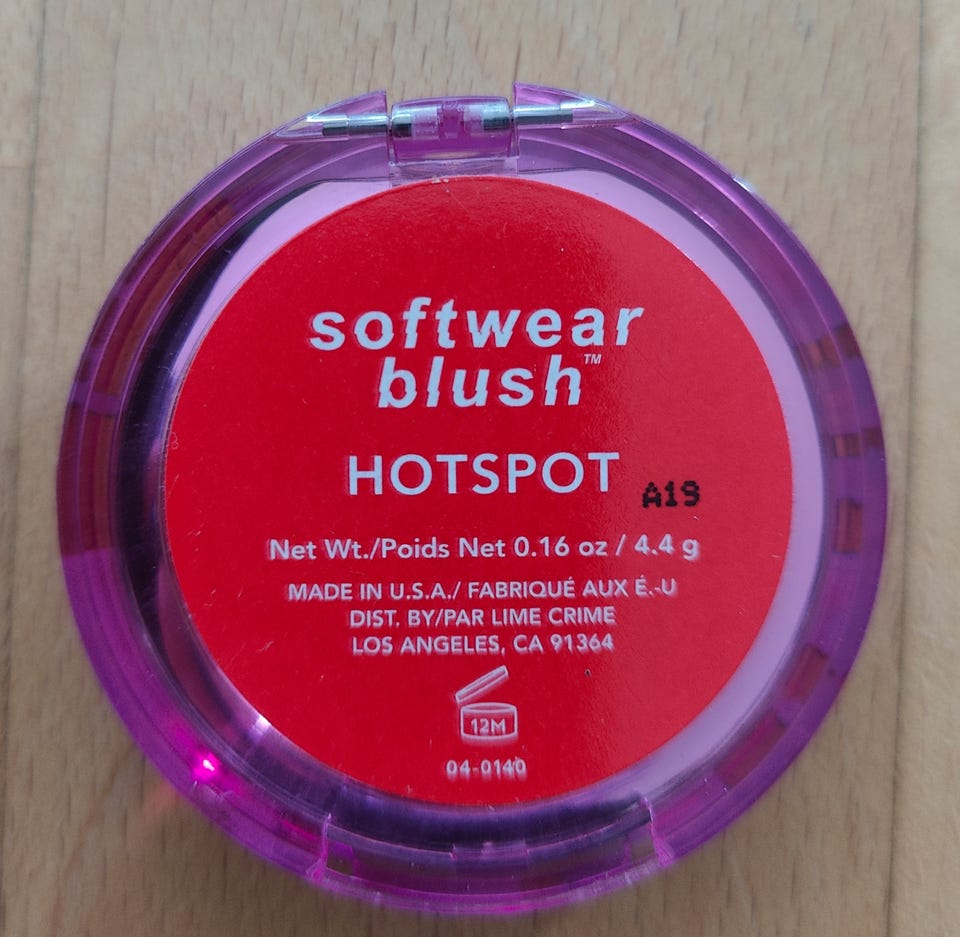 softwear
blush™
HOTSPOT
A19
Net Wt./Poids Net 0.16 oz / 4.4 g
MADE IN U.S.A./ FABRIQUÉ AUX É.-U
DIST. BY/PAR LIME CRIME
LOS ANGELES, CA 91364
12M
04-0140